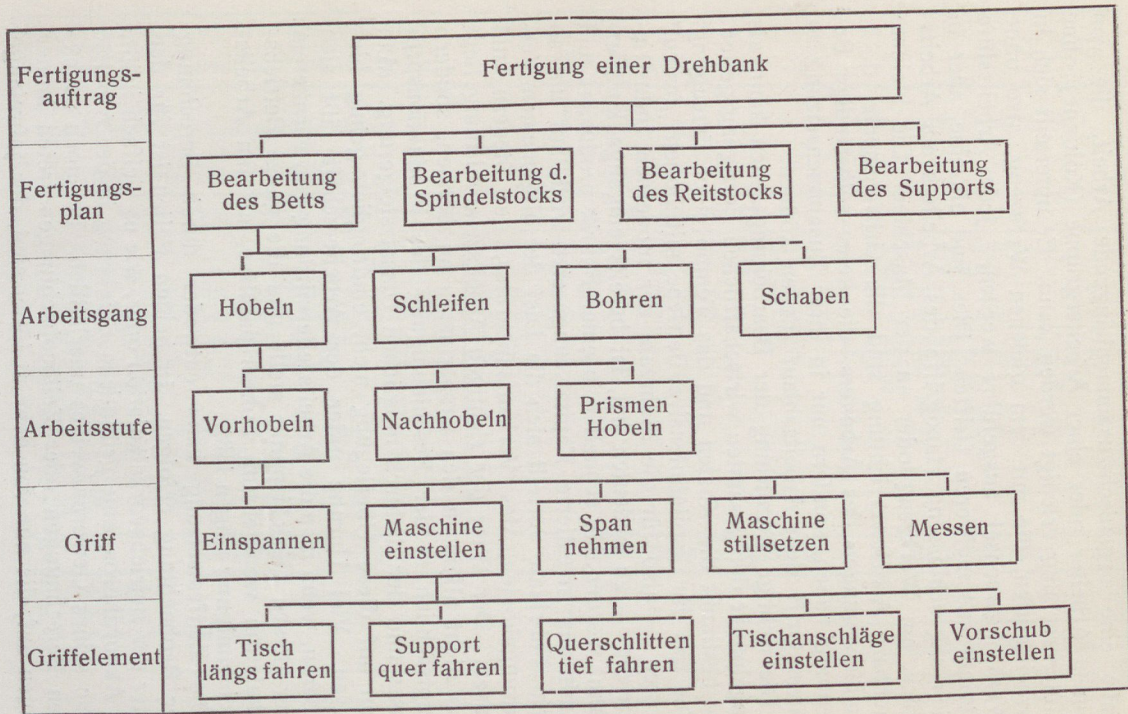 Fertigungs-
auftrag
Fertigung einer Drehbank
Fertigungs-
plan
Bearbeitung
des Betts
Bearbeitung d.
Spindelstocks
Bearbeitung
des Reitstocks
Bearbeitung
des Supports
Arbeitsgang
Hobeln
Schleifen
Bohren
Schaben
Arbeitsstufe
Vorhobeln
Nachhobeln
Prismen
Hobeln
Griff
Einspannen
Maschine
einstellen
Span
nehmen
Maschine
stillsetzen
Messen
Griffelement
Tisch
längs fahren
Support
quer fahren
Querschlitten
tief fahren
Tischanschläge
einstellen
Vorschub
einstellen